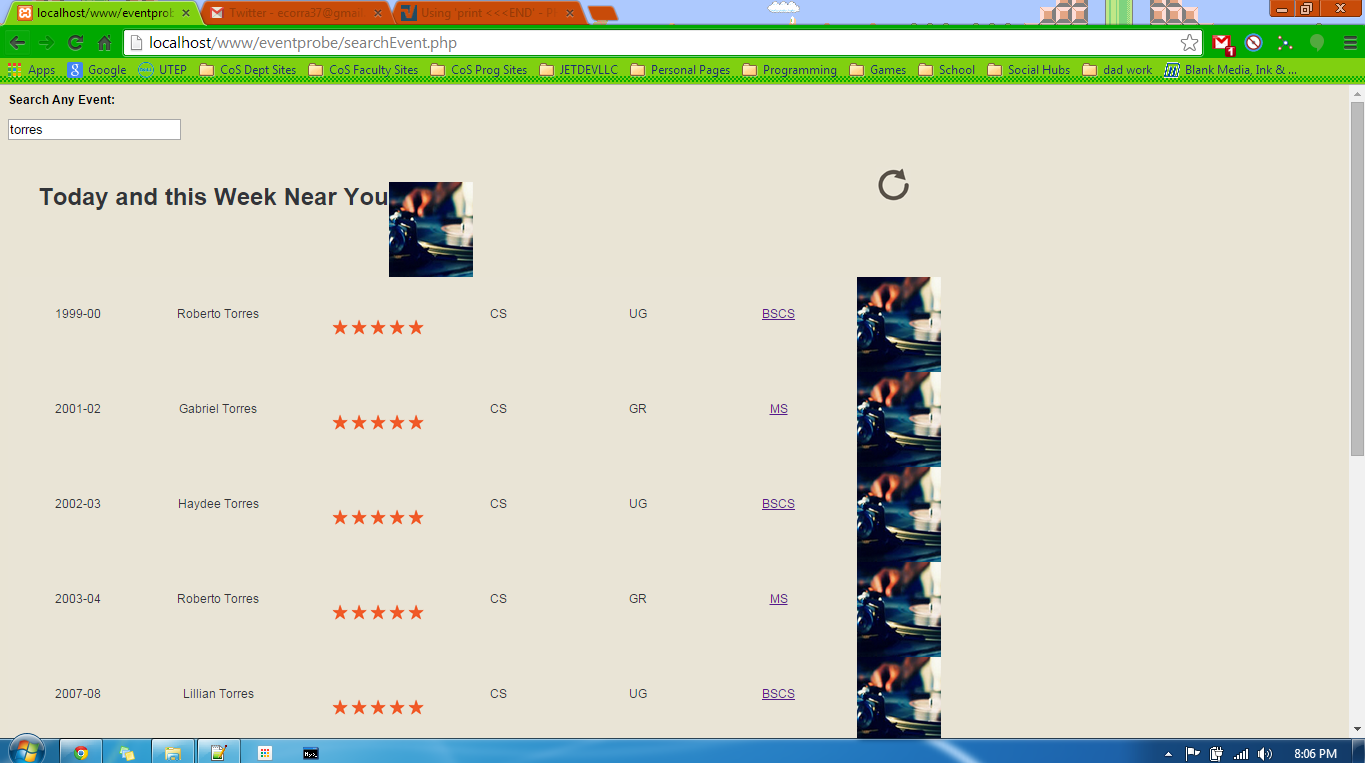 localhost/www/eventprobe
Twitter - ecorra37@gmail
Using 'print <<<END' - P
localhost/www/eventprobe/searchEvent.php
1
Apps Google UTEP CoS Dept Sites CoS Faculty Sites CoS Prog Sites JETDEVLLC Personal Pages Programming Games School Social Hubs dad work Blank Media, Ink & ...
Search Any Event:
torres
Today and this Week Near You
1999-00 Roberto Torres CS UG BSCS
2001-02 Gabriel Torres CS GR MS
2002-03 Haydee Torres CS UG BSCS
2003-04 Roberto Torres CS GR MS
2007-08 Lillian Torres CS UG BSCS
8:06 PM